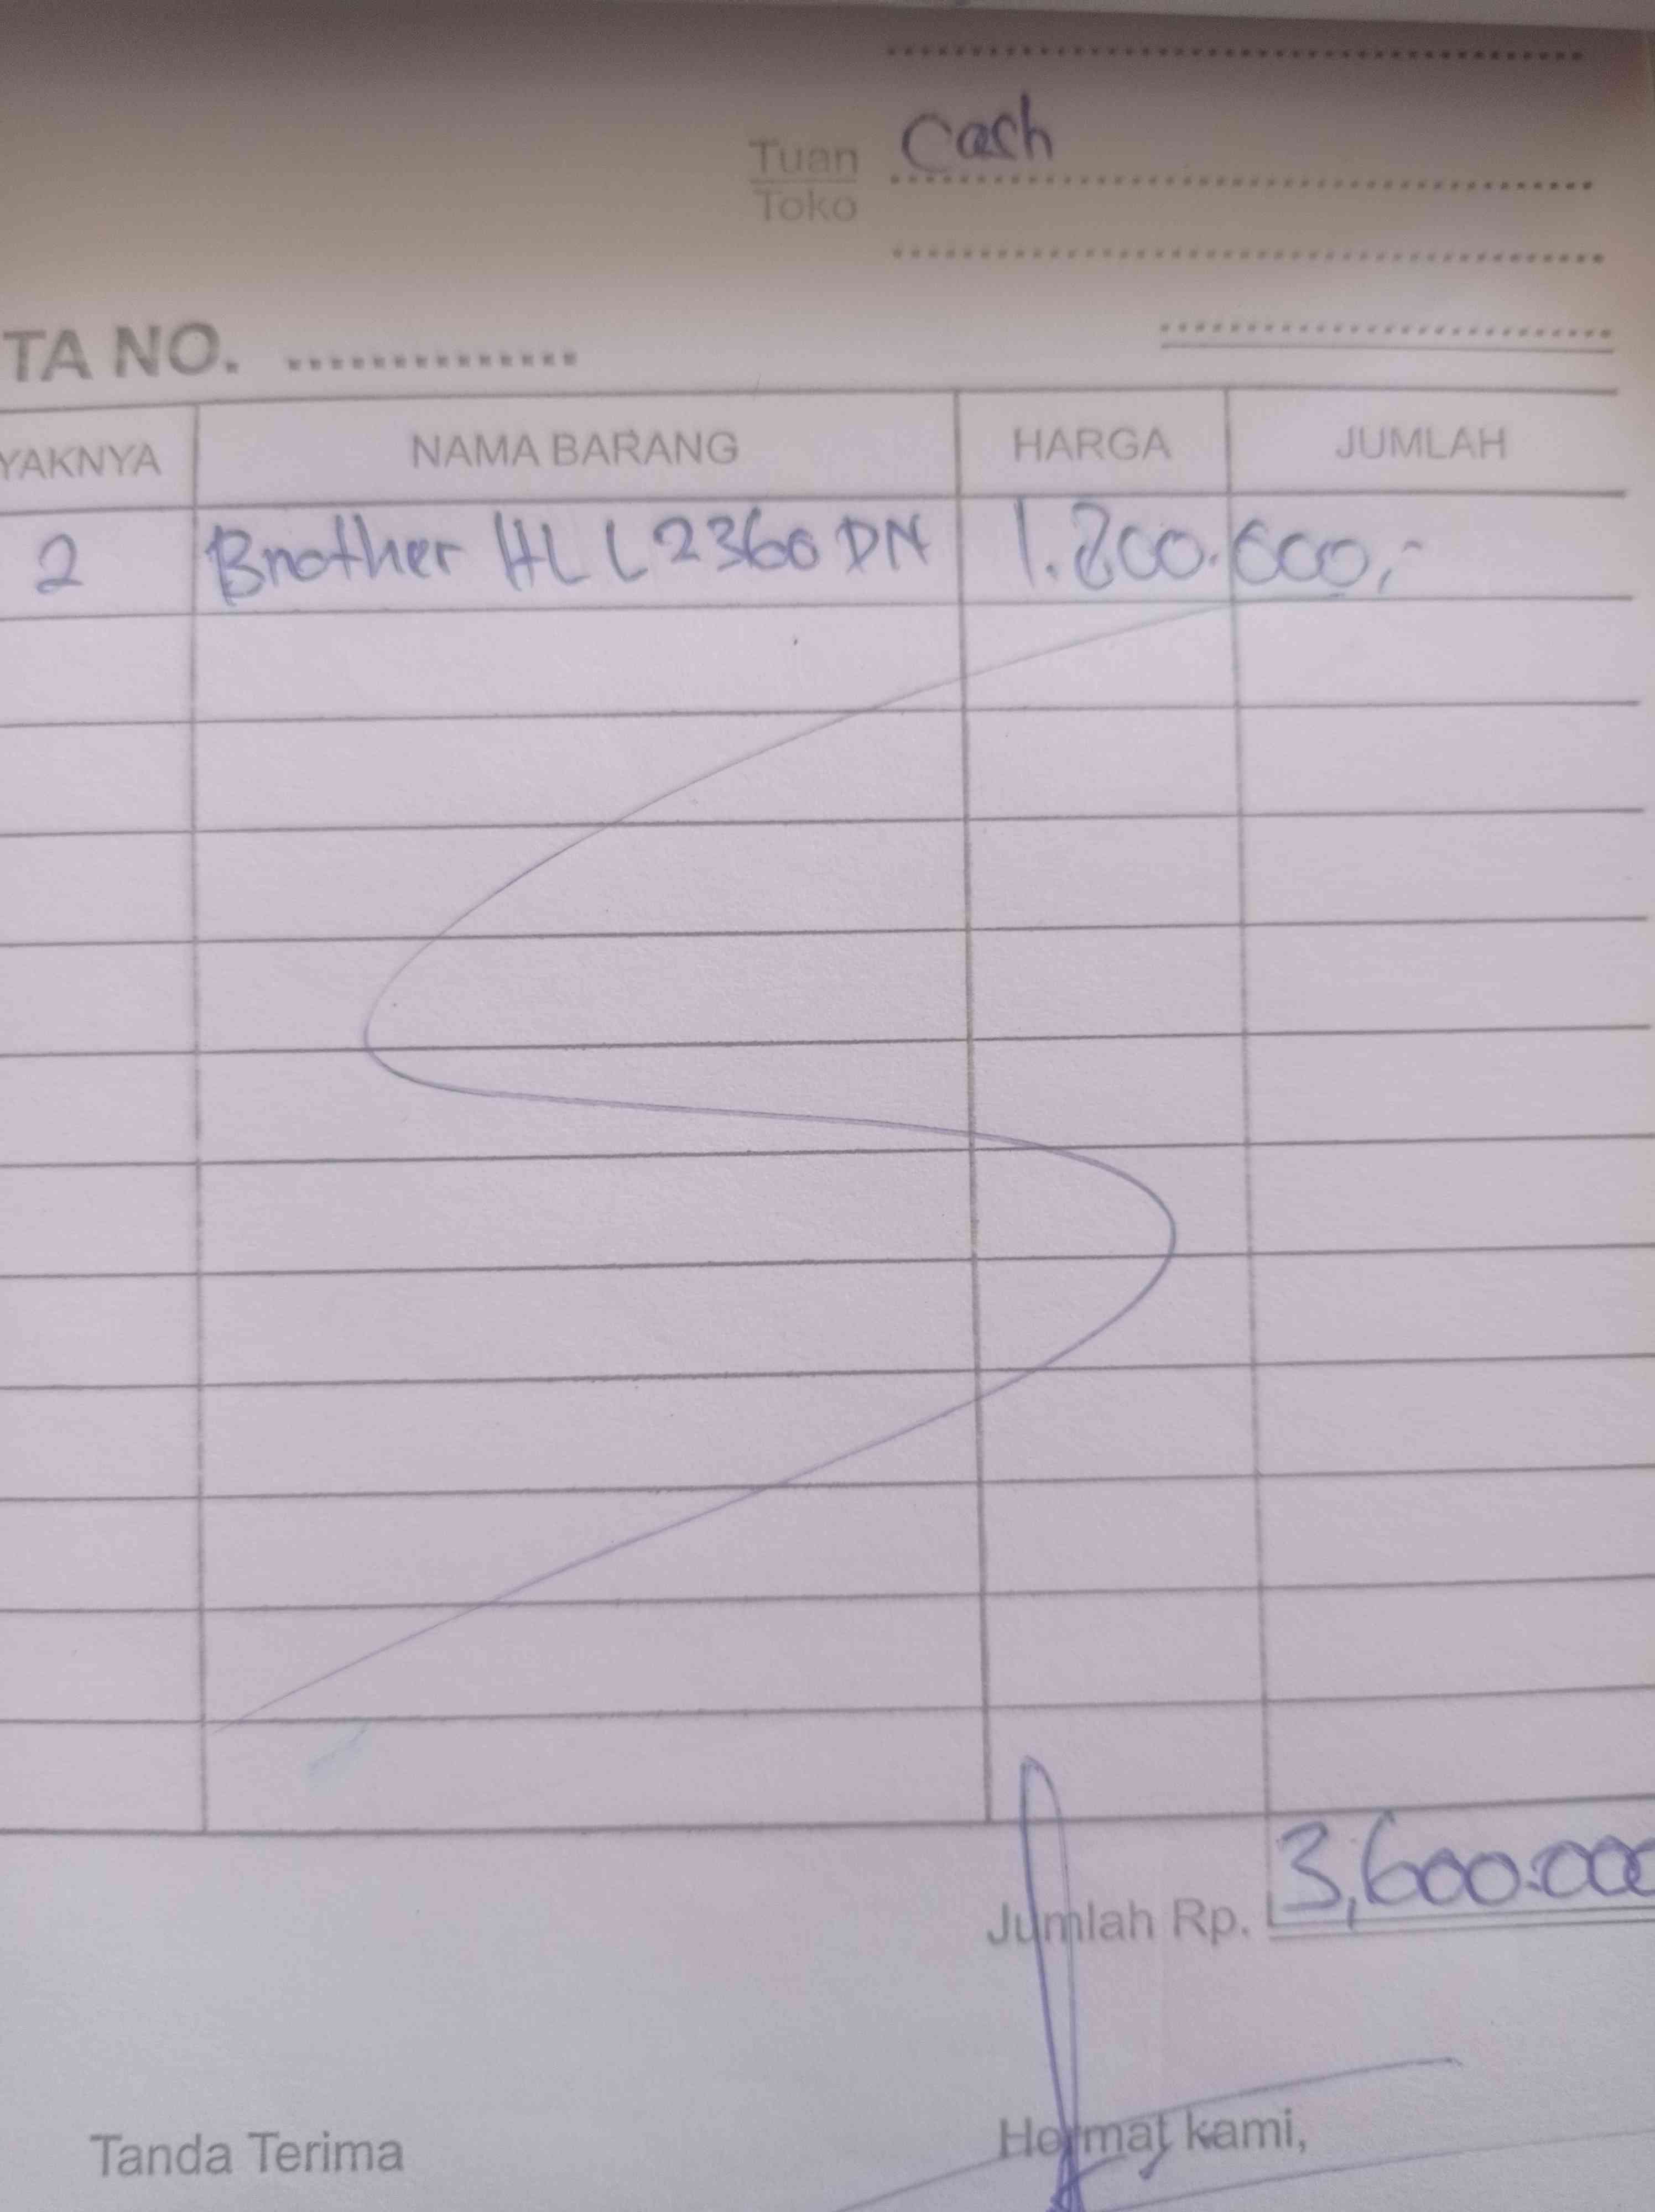 Cash
Tuan
Toko
TA NO. ..............
YAKNYA NAMA BARANG HARGA JUMLAH
2 Brother HL L2360 DN 1.800.000,-
Jumlah Rp. 3,600.000
Tanda Terima Hormat kami,